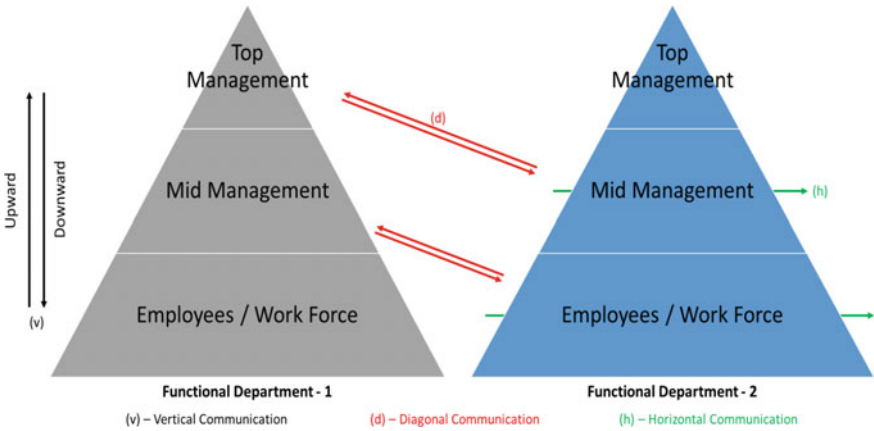 Top
Management
Mid Management
Employees / Work Force
Upward
Downward
(v)
(d)
Top
Management
Mid Management
(h)
Employees / Work Force
Functional Department - 1
Functional Department - 2
(v) – Vertical Communication
(d) – Diagonal Communication
(h) – Horizontal Communication